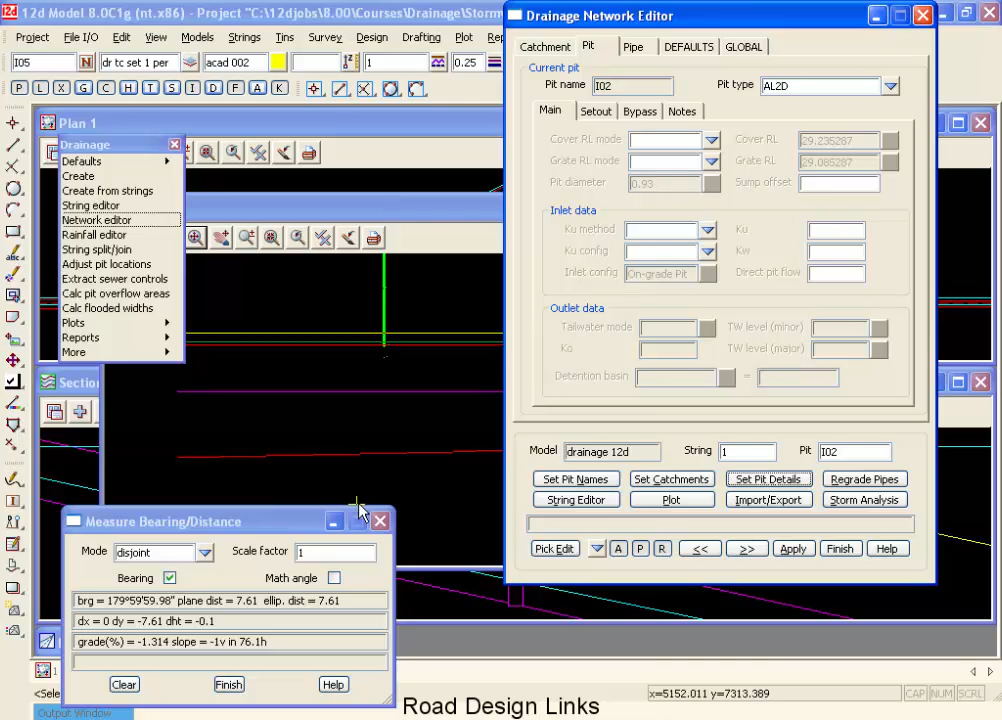 12d Model 8.0C1g (nt.x86) - Project "C:\12djobs\8.00\Courses\Drainage\Storm
Project File I/O Edit View Models Strings Tins Survey Design Drafting Plot Rep
I05 N dr tc set 1 per acad 002 1 0.25
P L X G C H T S I D F A K
Plan 1
Drainage
Defaults
Create
Create from strings
String editor
Network editor
Rainfall editor
String split/join
Adjust pit locations
Extract sewer controls
Calc pit overflow areas
Calc flooded widths
Plots
Reports
More
Section
Drainage Network Editor
Catchment Pit Pipe DEFAULTS GLOBAL
Current pit
Pit name I02 Pit type AL2D
Main Setout Bypass Notes
Cover RL mode Cover RL 29.235287
Grate RL mode Grate RL 29.085287
Pit diameter 0.93 Sump offset
Inlet data
Ku method Ku
Ku config Kw
Inlet config On-grade Pit Direct pit flow
Outlet data
Tailwater mode TW level (minor)
Ko TW level (major)
Detention basin =
Model drainage 12d String 1 Pit I02
Set Pit Names Set Catchments Set Pit Details Regrade Pipes
String Editor Plot Import/Export Storm Analysis
Pick Edit A P R << >> Apply Finish Help
Measure Bearing/Distance
Mode disjoint Scale factor 1
Bearing Math angle
brg = 179°59'59.98" plane dist = 7.61 ellip. dist = 7.61
dx = 0 dy = -7.61 dht = -0.1
grade(%) = -1.314 slope = -1v in 76.1h
Clear Finish Help
<Sele
x=5152.011 y=7313.389 CAP NUM SCRL
Output Window
Road Design Links